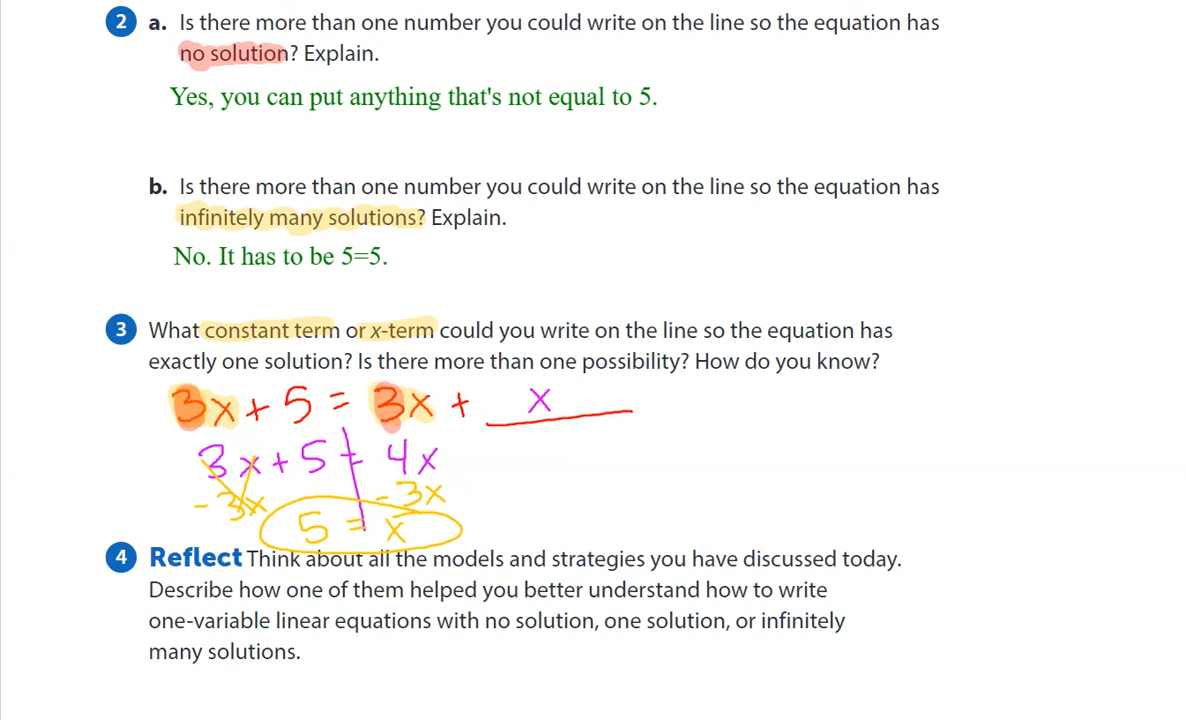 2 a. Is there more than one number you could write on the line so the equation has
no solution? Explain.
Yes, you can put anything that's not equal to 5.
b. Is there more than one number you could write on the line so the equation has
infinitely many solutions? Explain.
No. It has to be 5=5.
3 What constant term or x-term could you write on the line so the equation has
exactly one solution? Is there more than one possibility? How do you know?
3x + 5 = 3x + x
3x + 5 = 4x
- 3x - 3x
5 = x
4 Reflect Think about all the models and strategies you have discussed today.
Describe how one of them helped you better understand how to write
one-variable linear equations with no solution, one solution, or infinitely
many solutions.